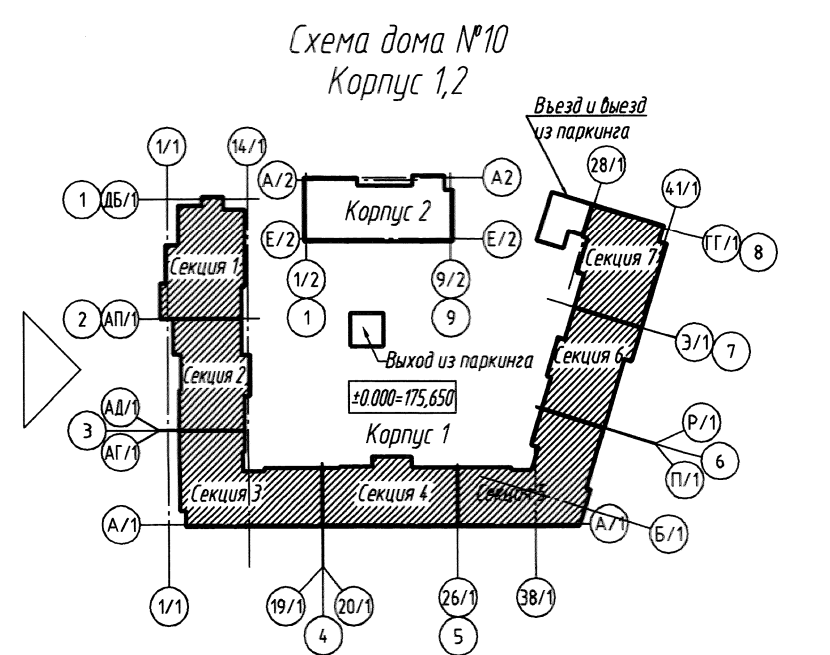 Схема дома №10
Корпус 1,2
Въезд и выезд
из паркинга
1/1
14/1
28/1
41/1
1
ДБ/1
А/2
А2
Корпус 2
Е/2
Е/2
ГГ/1
8
Секция 1
Секция 7
1/2
9/2
1
9
2
АП/1
Э/1
7
Выход из паркинга
Секция 6
Секция 2
±0.000=175,650
3
АД/1
АГ/1
Корпус 1
Р/1
П/1
6
Секция 3
Секция 4
Секция 5
А/1
А/1
Б/1
1/1
19/1
20/1
26/1
38/1
4
5